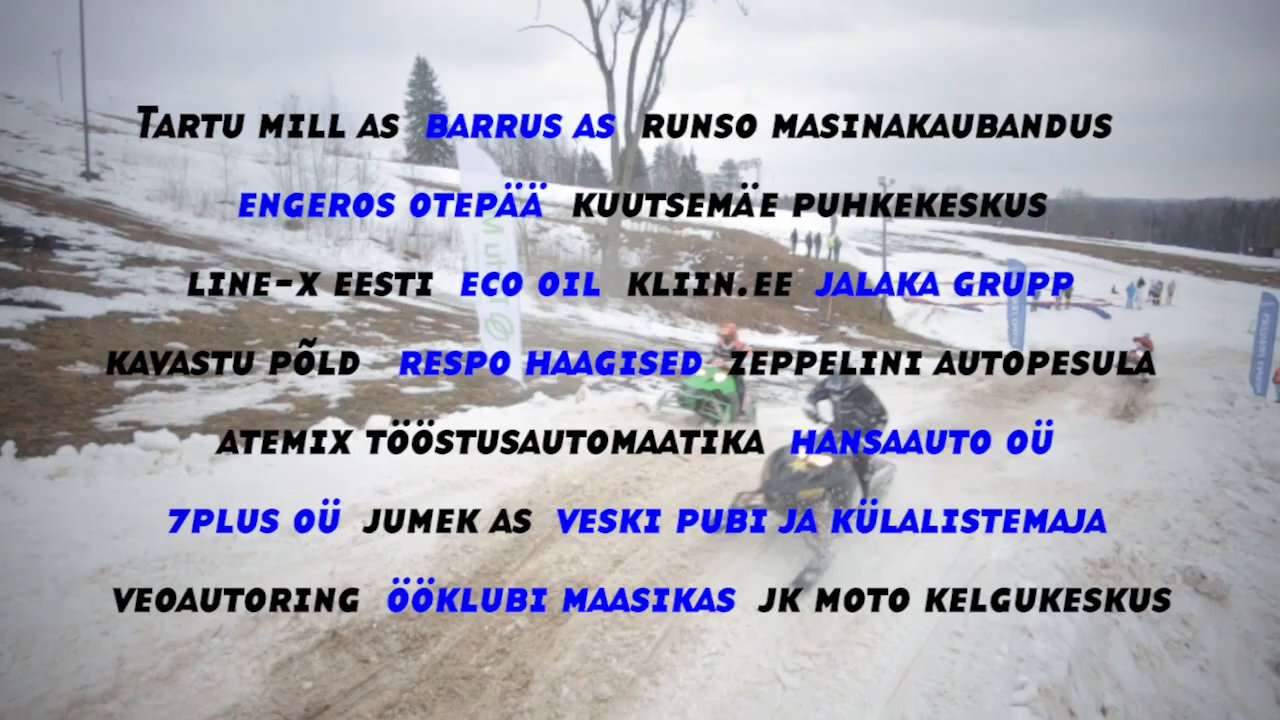 TARTU MILL AS BARRUS AS RUNSO MASINAKAUBANDUS
ENGEROS OTEPÄÄ KUUTSEMÄE PUHKEKESKUS
LINE-X EESTI ECO OIL KLIIN.EE JALAKA GRUPP
KAVASTU PÕLD RESPO HAAGISED ZEPPELINI AUTOPESULA
ATEMIX TÖÖSTUSAUTOMAATIKA HANSAAUTO OÜ
7PLUS OÜ JUMEK AS VESKI PUBI JA KÜLALISTEMAJA
VEOAUTORING ÖÖKLUBI MAASIKAS JK MOTO KELGUKESKUS